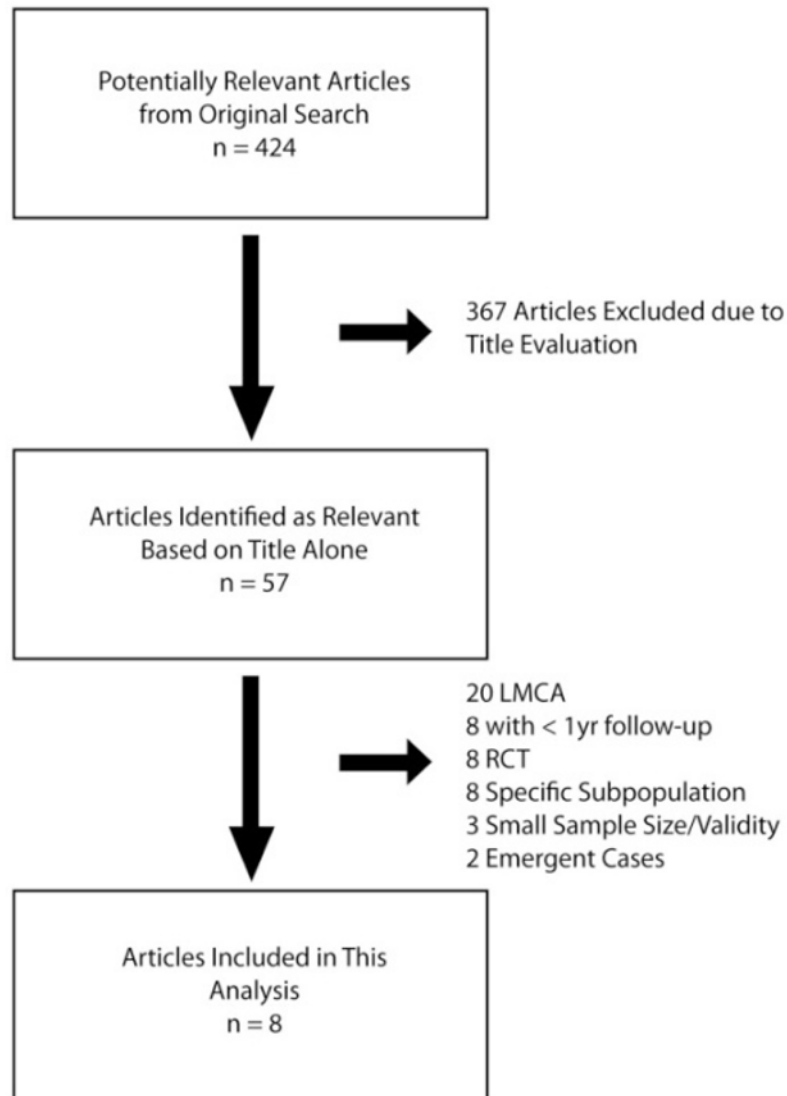 Potentially Relevant Articles
from Original Search
n = 424
367 Articles Excluded due to
Title Evaluation
Articles Identified as Relevant
Based on Title Alone
n = 57
20 LMCA
8 with < 1yr follow-up
8 RCT
8 Specific Subpopulation
3 Small Sample Size/Validity
2 Emergent Cases
Articles Included in This
Analysis
n = 8